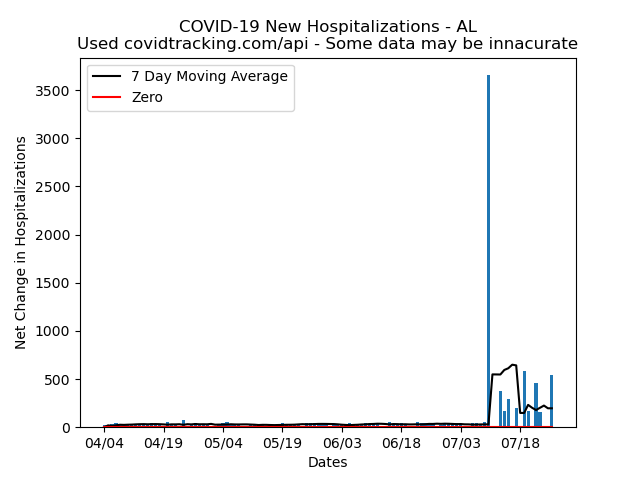 COVID-19 New Hospitalizations - AL
Used covidtracking.com/api - Some data may be innacurate
7 Day Moving Average
Zero
Net Change in Hospitalizations
3500
3000
2500
2000
1500
1000
500
0
04/04 04/19 05/04 05/19 06/03 06/18 07/03 07/18
Dates